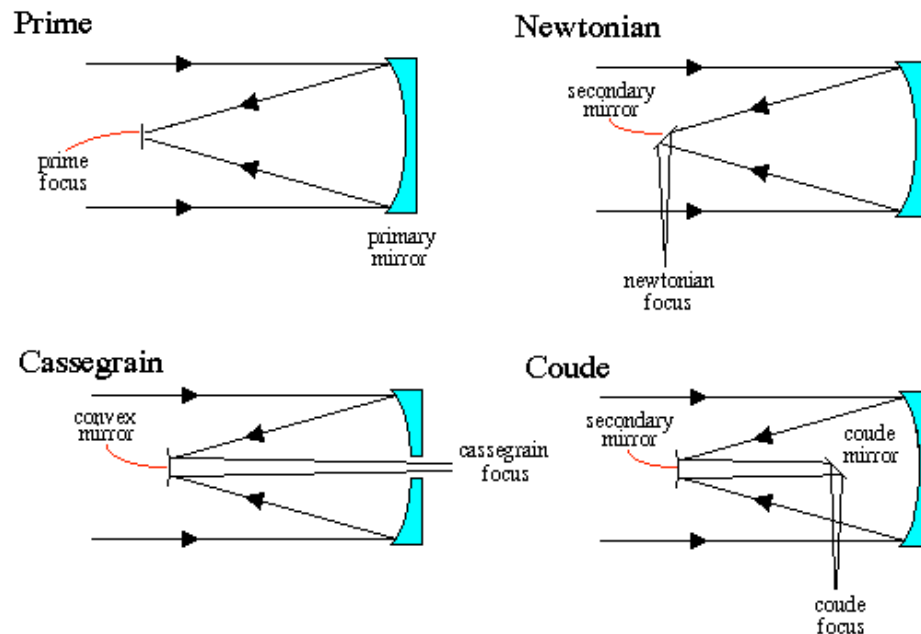 Prime
prime
focus
primary
mirror
Newtonian
secondary
mirror
newtonian
focus
Cassegrain
convex
mirror
cassegrain
focus
Coude
secondary
mirror
coude
mirror
coude
focus